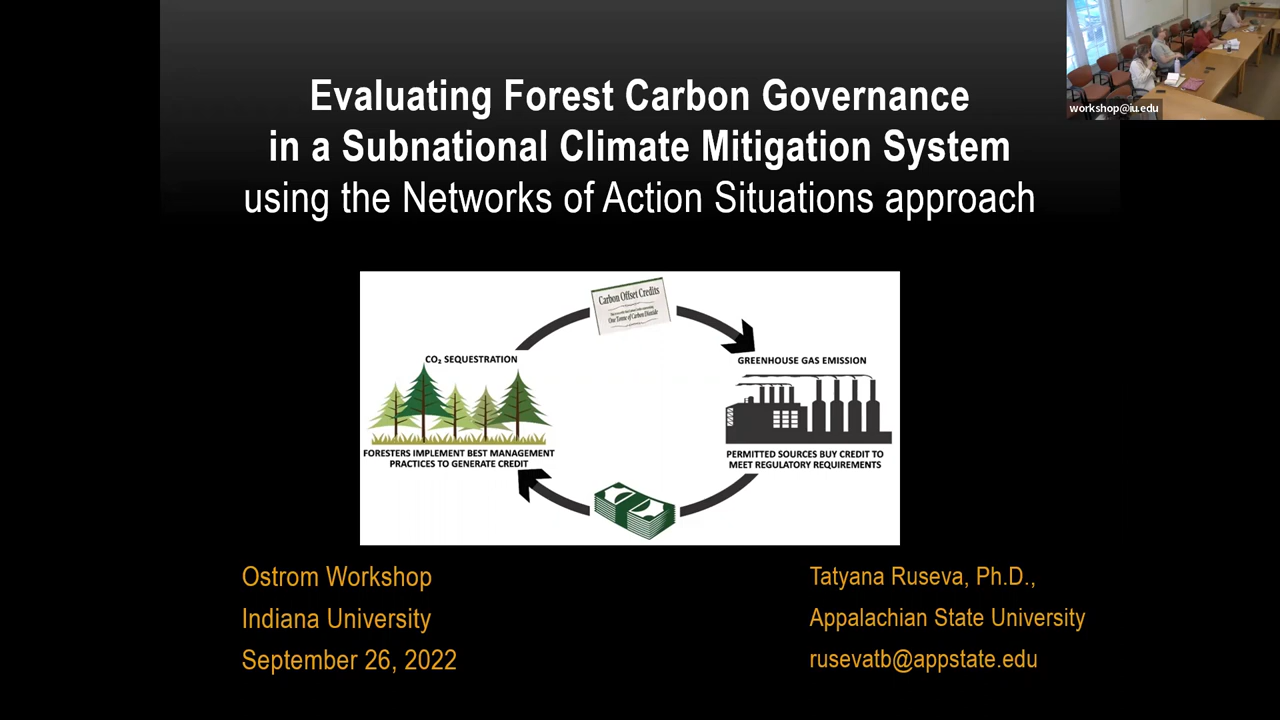 Evaluating Forest Carbon Governance
in a Subnational Climate Mitigation System
using the Networks of Action Situations approach
workshop@iu.edu
Carbon Offset Credits
One Tonne of Carbon Dioxide
CO₂ SEQUESTRATION
GREENHOUSE GAS EMISSION
FORESTERS IMPLEMENT BEST MANAGEMENT
PRACTICES TO GENERATE CREDIT
PERMITTED SOURCES BUY CREDIT TO
MEET REGULATORY REQUIREMENTS
Ostrom Workshop
Indiana University
September 26, 2022
Tatyana Ruseva, Ph.D.,
Appalachian State University
rusevatb@appstate.edu